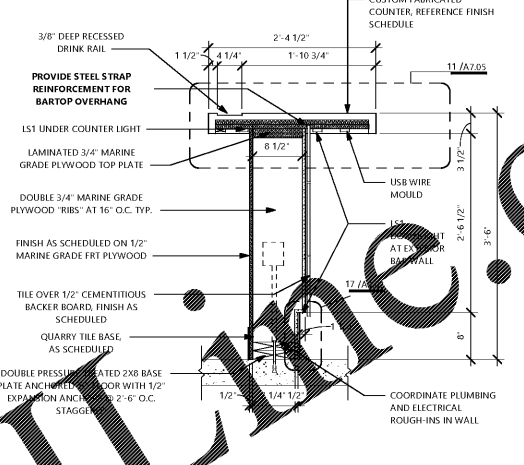 CUSTOM FABRICATED
COUNTER, REFERENCE FINISH
SCHEDULE
3/8" DEEP RECESSED
DRINK RAIL
2'-4 1/2"
1 1/2"
4 1/4"
1'-10 3/4"
11 /A7.05
PROVIDE STEEL STRAP
REINFORCEMENT FOR
BARTOP OVERHANG
LS1 UNDER COUNTER LIGHT
LAMINATED 3/4" MARINE
GRADE PLYWOOD TOP PLATE
8 1/2"
3 1/2"
USB WIRE
MOULD
DOUBLE 3/4" MARINE GRADE
PLYWOOD "RIBS" AT 16" O.C. TYP.
LS1
AT
BAR WALL
2'-6 1/2"
3'-6"
FINISH AS SCHEDULED ON 1/2"
MARINE GRADE FRT PLYWOOD
17 /A
TILE OVER 1/2" CEMENTITIOUS
BACKER BOARD, FINISH AS
SCHEDULED
QUARRY TILE BASE,
AS SCHEDULED
8"
DOUBLE PRESSURE TREATED 2X8 BASE
PLATE ANCHORED TO FLOOR WITH 1/2"
EXPANSION ANCHORS @ 2'-6" O.C.
STAGGERED
1/2"
1/4"
1/2"
COORDINATE PLUMBING
AND ELECTRICAL
ROUGH-INS IN WALL
iLine